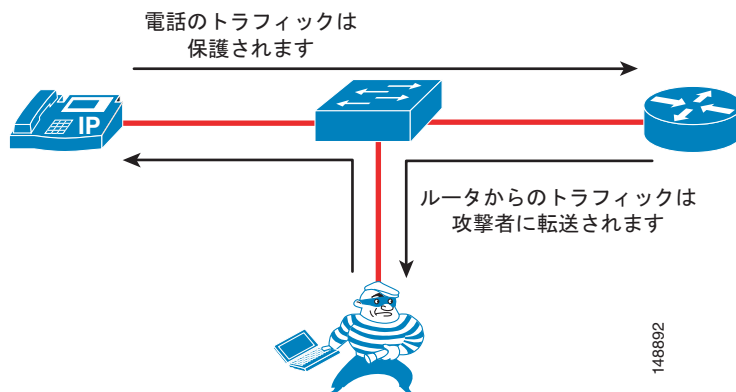 電話のトラフィックは
保護されます
IP
ルータからのトラフィックは
攻撃者に転送されます
148892